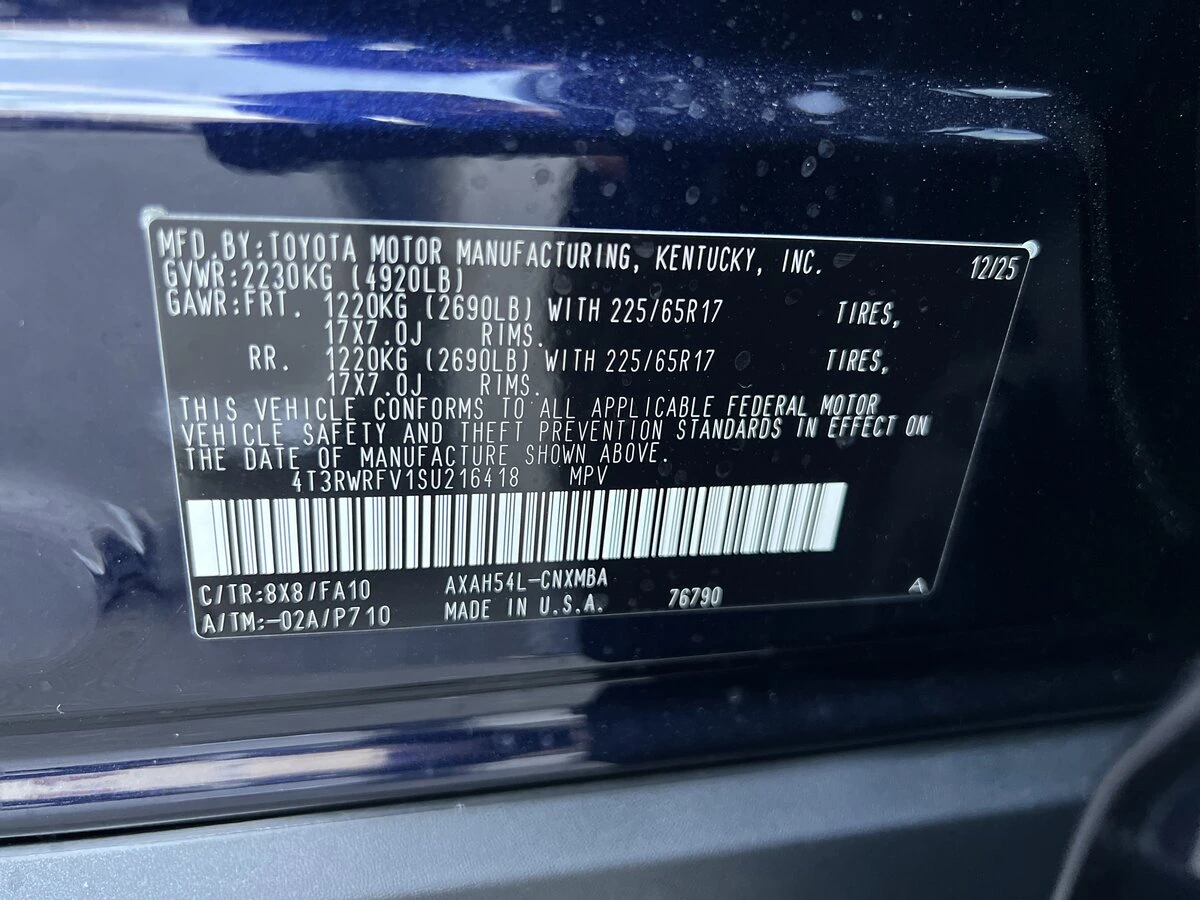 MFD. BY:TOYOTA MOTOR MANUFACTURING, KENTUCKY, INC. 12/25
GVWR:2230KG (4920LB)
GAWR:FRT. 1220KG (2690LB) WITH 225/65R17 TIRES,
17X7.0J RIMS.
RR. 1220KG (2690LB) WITH 225/65R17 TIRES,
17X7.0J RIMS.
THIS VEHICLE CONFORMS TO ALL APPLICABLE FEDERAL MOTOR
VEHICLE SAFETY AND THEFT PREVENTION STANDARDS IN EFFECT ON
THE DATE OF MANUFACTURE SHOWN ABOVE.
4T3RWRFV1SU216418 MPV
C/TR:8X8/FA10 AXAH54L-CNXMBA
A/TM:-02A/P710 MADE IN U.S.A. 76790 A